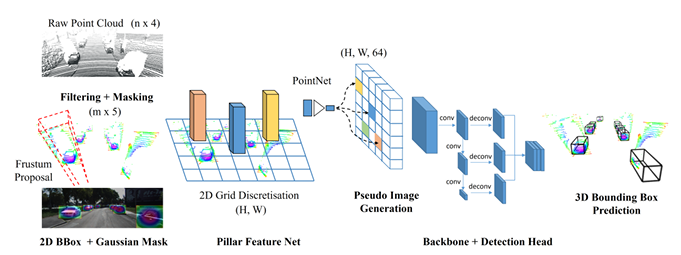 Raw Point Cloud (n x 4)
Filtering + Masking
(m x 5)
Frustum
Proposal
2D BBox + Gaussian Mask
2D Grid Discretisation
(H, W)
Pillar Feature Net
PointNet
(H, W, 64)
Pseudo Image
Generation
conv
deconv
conv
deconv
conv
deconv
Backbone + Detection Head
3D Bounding Box
Prediction